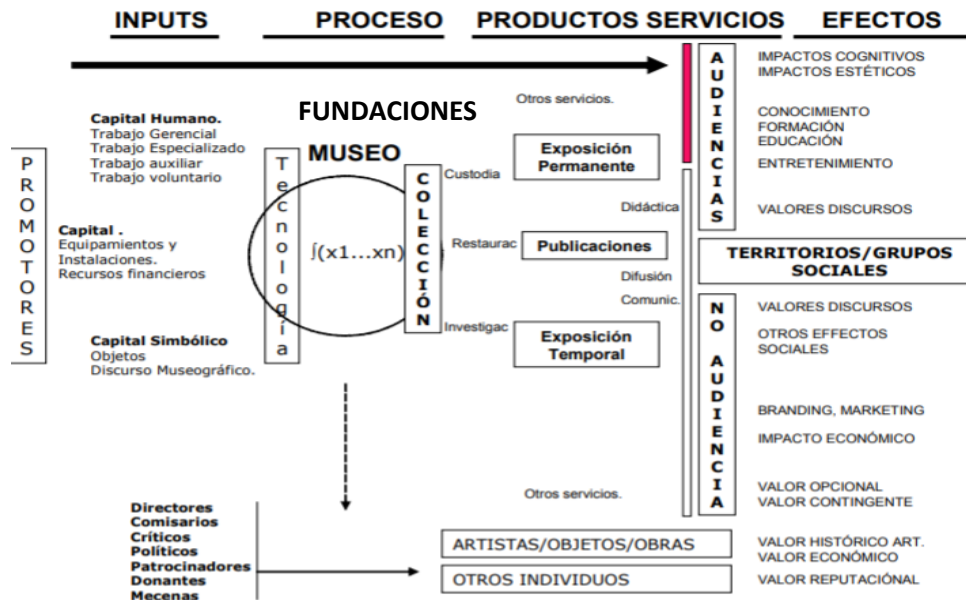 INPUTS PROCESO PRODUCTOS SERVICIOS EFECTOS
PROMOTORES
Capital Humano.
Trabajo Gerencial
Trabajo Especializado
Trabajo auxiliar
Trabajo voluntario
Capital .
Equipamientos y
Instalaciones.
Recursos financieros
Capital Simbólico
Objetos
Discurso Museográfico.
FUNDACIONES
MUSEO
Tecnología
∫(x1...xn)
COLECCIÓN
Custodia
Restaurac
Investigac
Otros servicios.
Exposición
Permanente
Didáctica
Publicaciones
Difusión
Comunic.
Exposición
Temporal
Otros servicios.
AUDIENCIAS
IMPACTOS COGNITIVOS
IMPACTOS ESTÉTICOS
CONOCIMIENTO
FORMACIÓN
EDUCACIÓN
ENTRETENIMIENTO
VALORES DISCURSOS
TERRITORIOS/GRUPOS
SOCIALES
NO AUDIENCIA
VALORES DISCURSOS
OTROS EFFECTOS
SOCIALES
BRANDING, MARKETING
IMPACTO ECONÓMICO
VALOR OPCIONAL
VALOR CONTINGENTE
Directores
Comisarios
Críticos
Políticos
Patrocinadores
Donantes
Mecenas
ARTISTAS/OBJETOS/OBRAS
OTROS INDIVIDUOS
VALOR HISTÓRICO ART.
VALOR ECONÓMICO
VALOR REPUTACIÓNAL